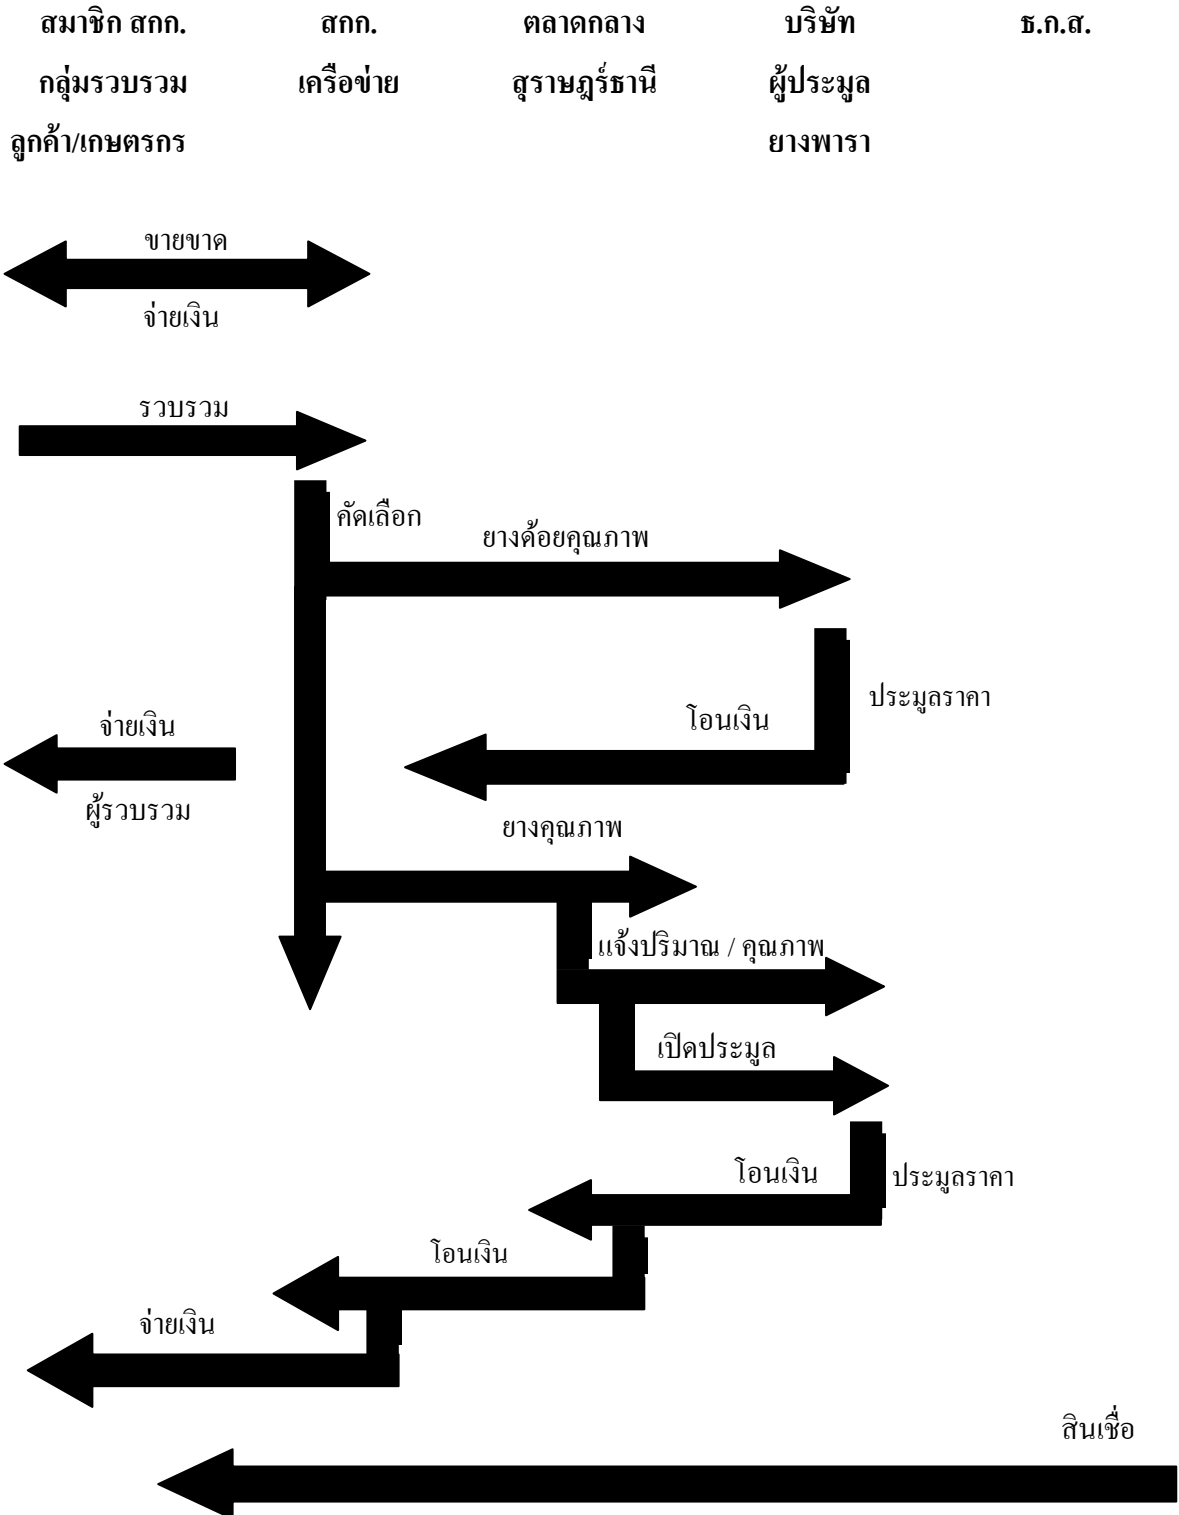 สมาชิก สกก. สกก. ตลาดกลาง บริษัท ธ.ก.ส.
กลุ่มรวบรวม เครือข่าย สุราษฎร์ธานี ผู้ประมูล
ลูกค้า/เกษตรกร ยางพารา
ขายขาด
จ่ายเงิน
รวบรวม
คัดเลือก
ยางด้อยคุณภาพ
ประมูลราคา
โอนเงิน
จ่ายเงิน
ผู้รวบรวม
ยางคุณภาพ
แจ้งปริมาณ / คุณภาพ
เปิดประมูล
โอนเงิน
ประมูลราคา
โอนเงิน
จ่ายเงิน
สินเชื่อ